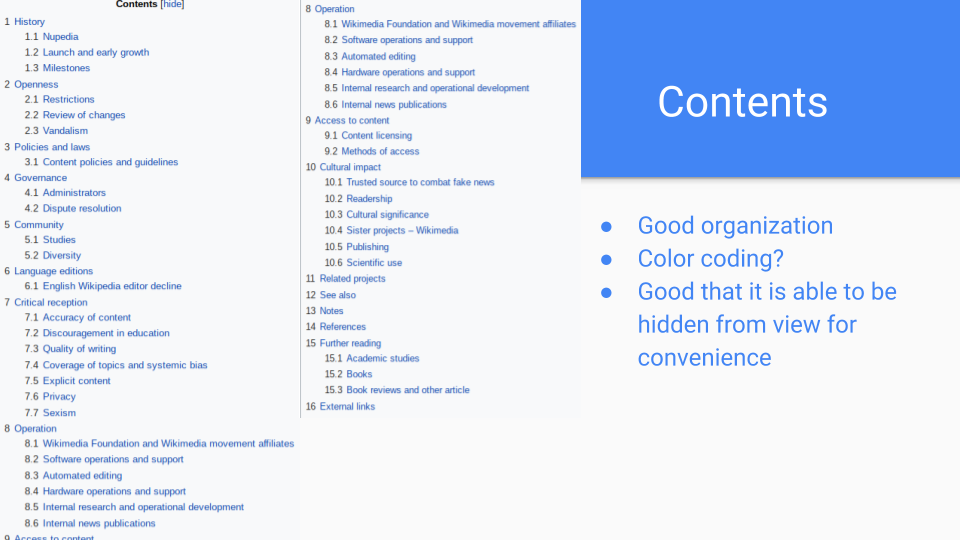 Contents [hide]
1 History
1.1 Nupedia
1.2 Launch and early growth
1.3 Milestones
2 Openness
2.1 Restrictions
2.2 Review of changes
2.3 Vandalism
3 Policies and laws
3.1 Content policies and guidelines
4 Governance
4.1 Administrators
4.2 Dispute resolution
5 Community
5.1 Studies
5.2 Diversity
6 Language editions
6.1 English Wikipedia editor decline
7 Critical reception
7.1 Accuracy of content
7.2 Discouragement in education
7.3 Quality of writing
7.4 Coverage of topics and systemic bias
7.5 Explicit content
7.6 Privacy
7.7 Sexism
8 Operation
8.1 Wikimedia Foundation and Wikimedia movement affiliates
8.2 Software operations and support
8.3 Automated editing
8.4 Hardware operations and support
8.5 Internal research and operational development
8.6 Internal news publications
9 Access to content
8 Operation
8.1 Wikimedia Foundation and Wikimedia movement affiliates
8.2 Software operations and support
8.3 Automated editing
8.4 Hardware operations and support
8.5 Internal research and operational development
8.6 Internal news publications
9 Access to content
9.1 Content licensing
9.2 Methods of access
10 Cultural impact
10.1 Trusted source to combat fake news
10.2 Readership
10.3 Cultural significance
10.4 Sister projects – Wikimedia
10.5 Publishing
10.6 Scientific use
11 Related projects
12 See also
13 Notes
14 References
15 Further reading
15.1 Academic studies
15.2 Books
15.3 Book reviews and other article
16 External links
Contents
● Good organization
● Color coding?
● Good that it is able to be
hidden from view for
convenience